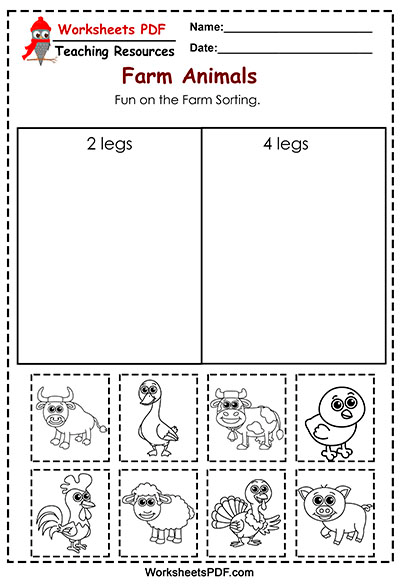 Worksheets PDF
Teaching Resources
Name:
Date:
Farm Animals
Fun on the Farm Sorting.
2 legs
4 legs
WorksheetsPDF.com